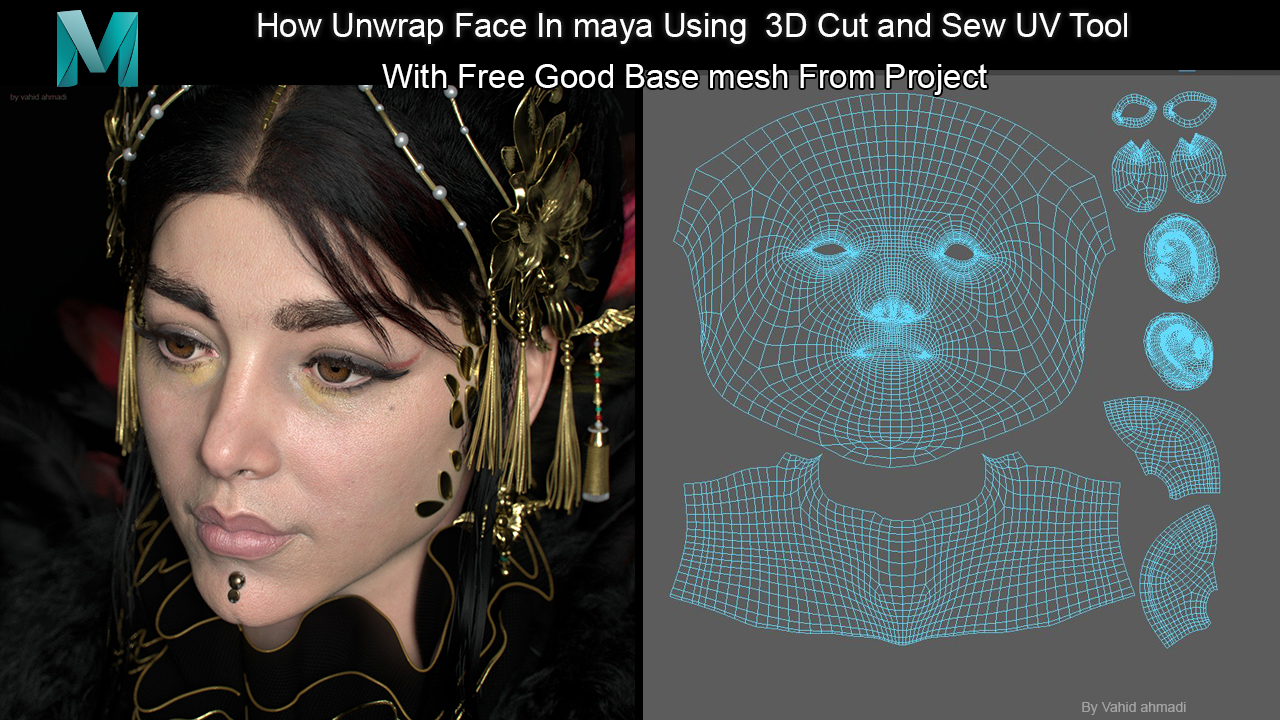 How Unwrap Face In maya Using  3D Cut and Sew UV Tool
With Free Good Base mesh From Project
by vahid ahmadi
By Vahid ahmadi